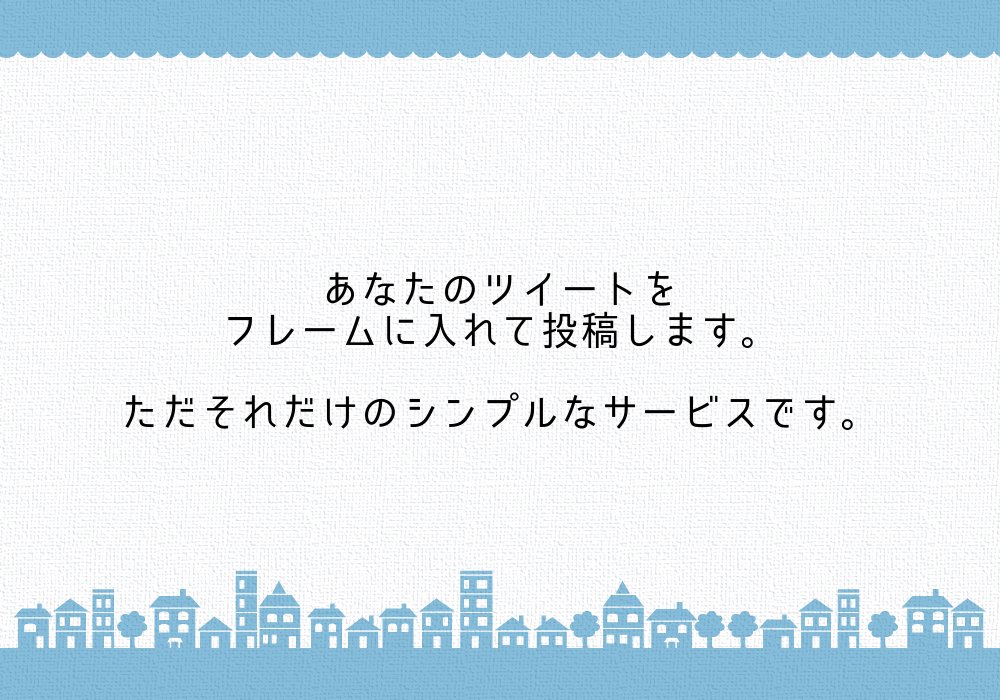 あなたのツイートを
フレームに入れて投稿します。
ただそれだけのシンプルなサービスです。